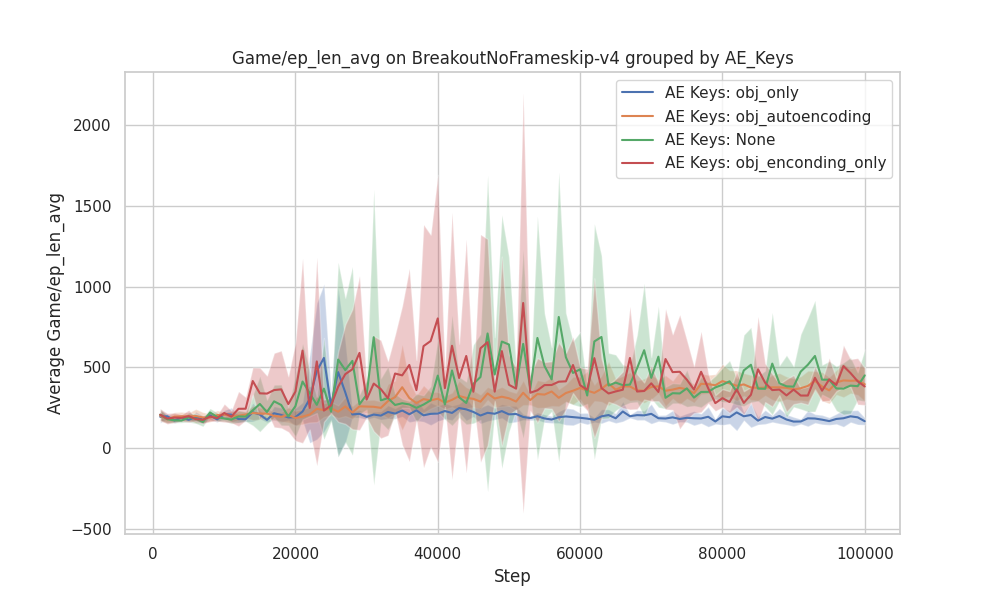 Game/ep_len_avg on BreakoutNoFrameskip-v4 grouped by AE_Keys
AE Keys: obj_only
AE Keys: obj_autoencoding
AE Keys: None
AE Keys: obj_enconding_only
Average Game/ep_len_avg
2000
1500
1000
500
0
−500
0
20000
40000
60000
80000
100000
Step